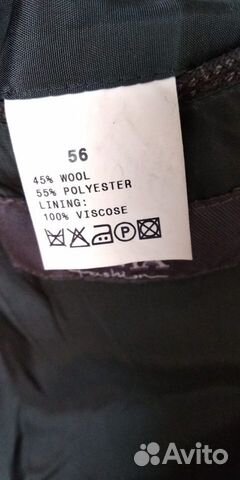 56
45% WOOL
55% POLYESTER
LINING:
100% VISCOSE
Avito